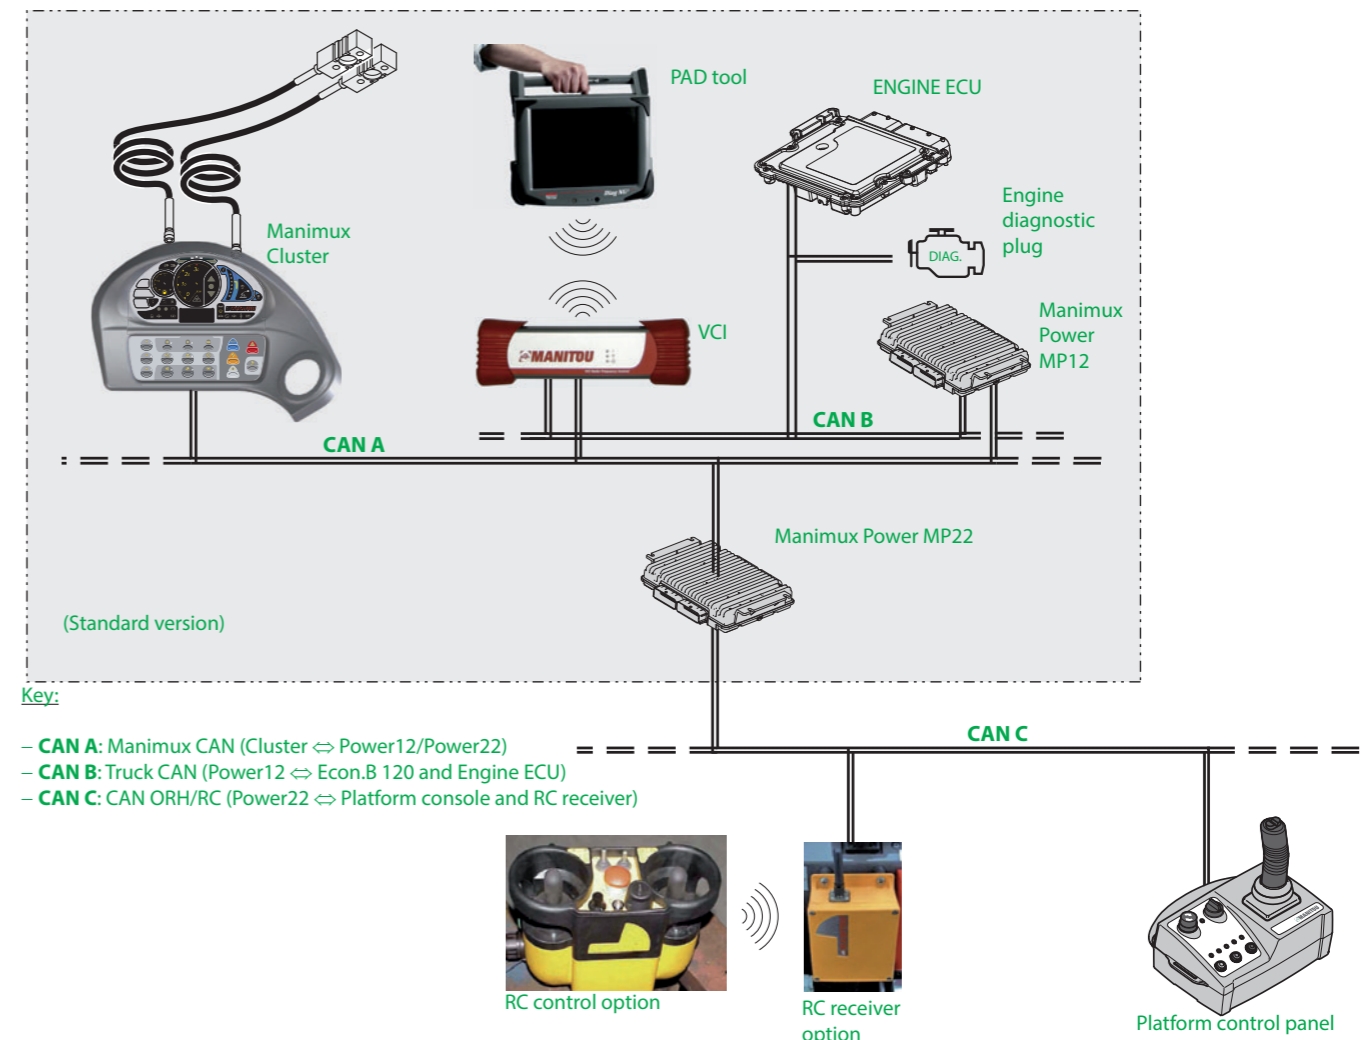 PAD tool
ENGINE ECU
Engine
diagnostic
plug
DIAG.
Manimux
Cluster
Manimux
Power
MP12
VCI
MANITOU
CAN B
CAN A
Manimux Power MP22
(Standard version)
Key:
– CAN A: Manimux CAN (Cluster ⇔ Power12/Power22)
– CAN B: Truck CAN (Power12 ⇔ Econ.B 120 and Engine ECU)
– CAN C: CAN ORH/RC (Power22 ⇔ Platform console and RC receiver)
CAN C
RC control option
RC receiver
option
Platform control panel